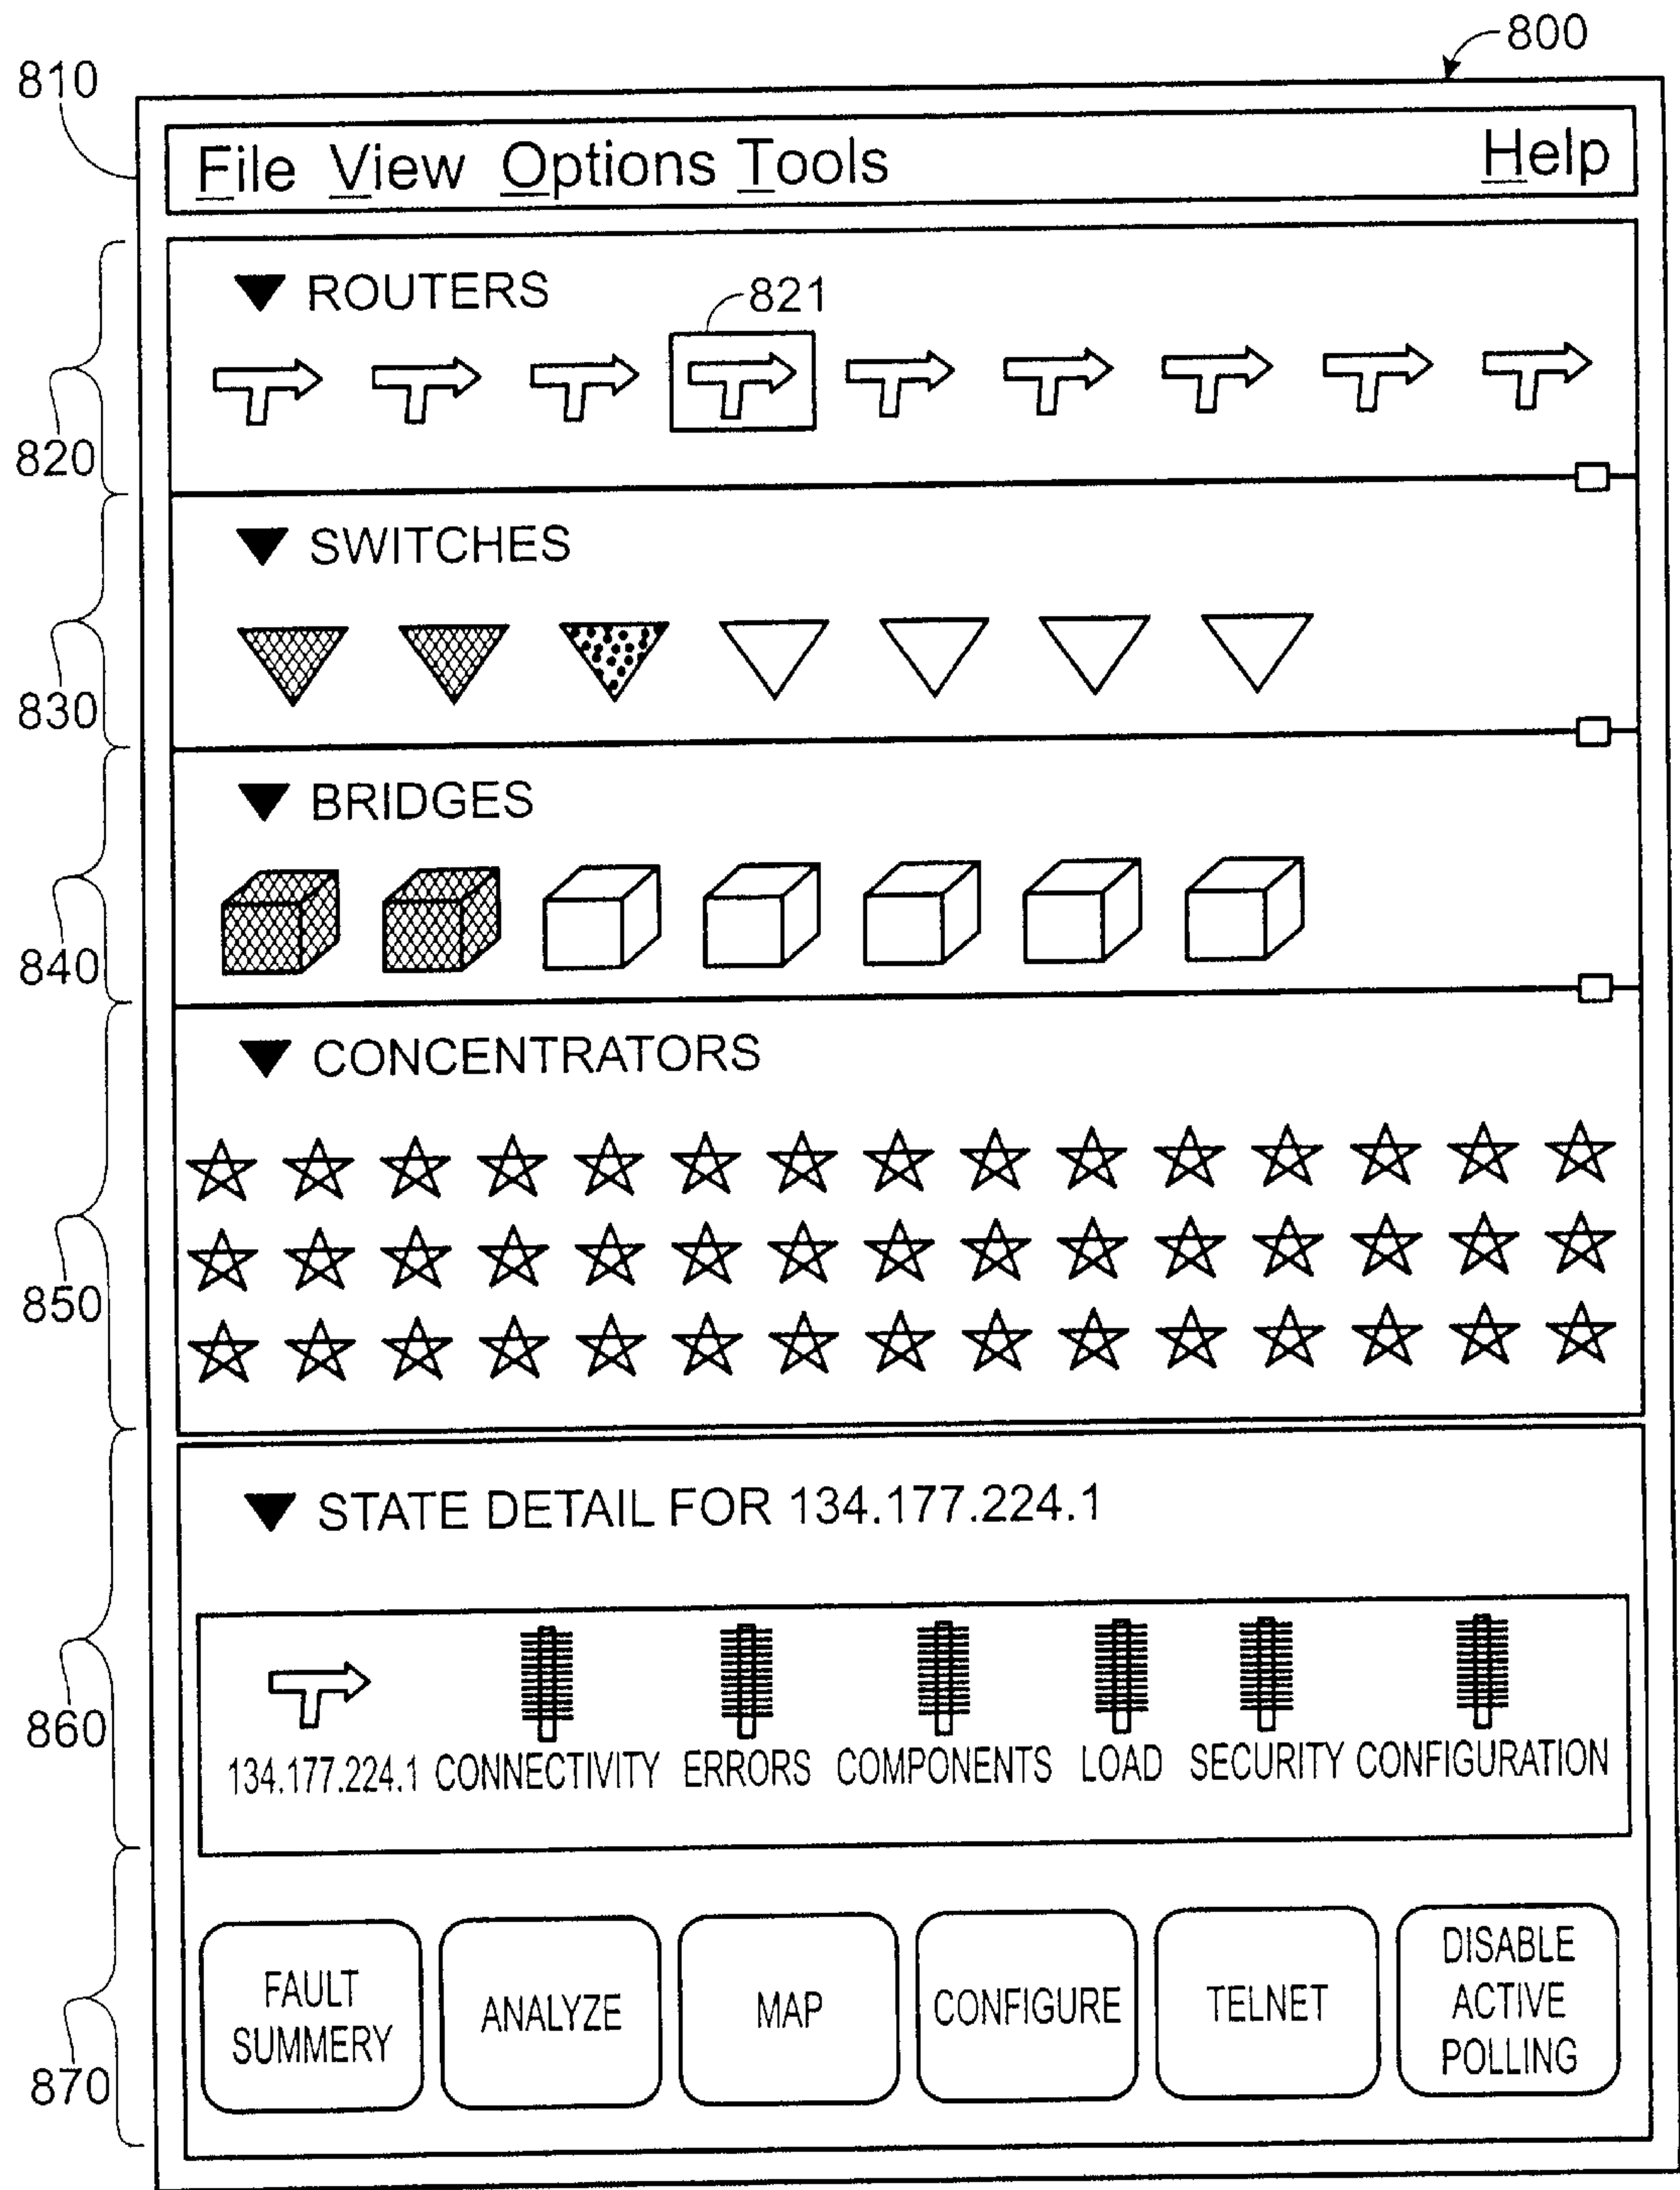 800
810
File View Options Tools Help
ROUTERS
821
820
SWITCHES
830
BRIDGES
840
CONCENTRATORS
850
STATE DETAIL FOR 134.177.224.1
860
134.177.224.1 CONNECTIVITY ERRORS COMPONENTS LOAD SECURITY CONFIGURATION
FAULT
SUMMERY
ANALYZE
MAP
CONFIGURE
TELNET
DISABLE
ACTIVE
POLLING
870